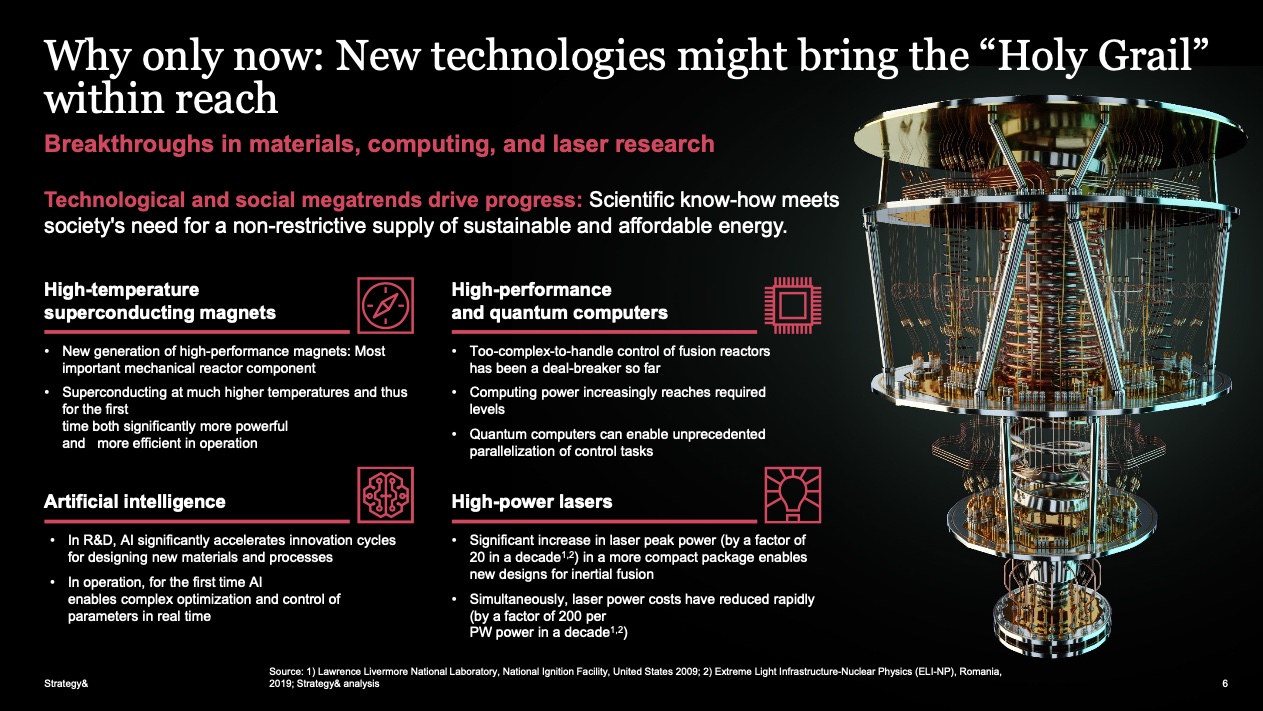 Why only now: New technologies might bring the “Holy Grail”
within reach
Breakthroughs in materials, computing, and laser research
Technological and social megatrends drive progress: Scientific know-how meets
society's need for a non-restrictive supply of sustainable and affordable energy.
High-temperature
superconducting magnets
• New generation of high-performance magnets: Most
important mechanical reactor component
• Superconducting at much higher temperatures and thus
for the first
time both significantly more powerful
and more efficient in operation
High-performance
and quantum computers
• Too-complex-to-handle control of fusion reactors
has been a deal-breaker so far
• Computing power increasingly reaches required
levels
• Quantum computers can enable unprecedented
parallelization of control tasks
Artificial intelligence
• In R&D, AI significantly accelerates innovation cycles
for designing new materials and processes
• In operation, for the first time AI
enables complex optimization and control of
parameters in real time
High-power lasers
• Significant increase in laser peak power (by a factor of
20 in a decade1,2) in a more compact package enables
new designs for inertial fusion
• Simultaneously, laser power costs have reduced rapidly
(by a factor of 200 per
PW power in a decade1,2)
Source: 1) Lawrence Livermore National Laboratory, National Ignition Facility, United States 2009; 2) Extreme Light Infrastructure-Nuclear Physics (ELI-NP), Romania,
2019; Strategy& analysis
Strategy&
6